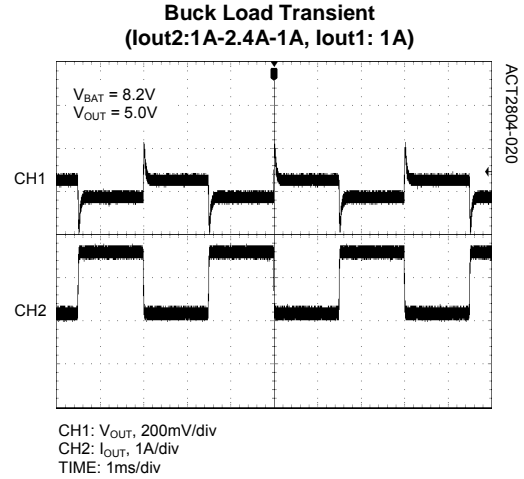 Buck Load Transient
(Iout2:1A-2.4A-1A, Iout1: 1A)
VBAT = 8.2V
VOUT = 5.0V
ACT2804-020
CH1
CH2
CH1: VOUT, 200mV/div
CH2: IOUT, 1A/div
TIME: 1ms/div